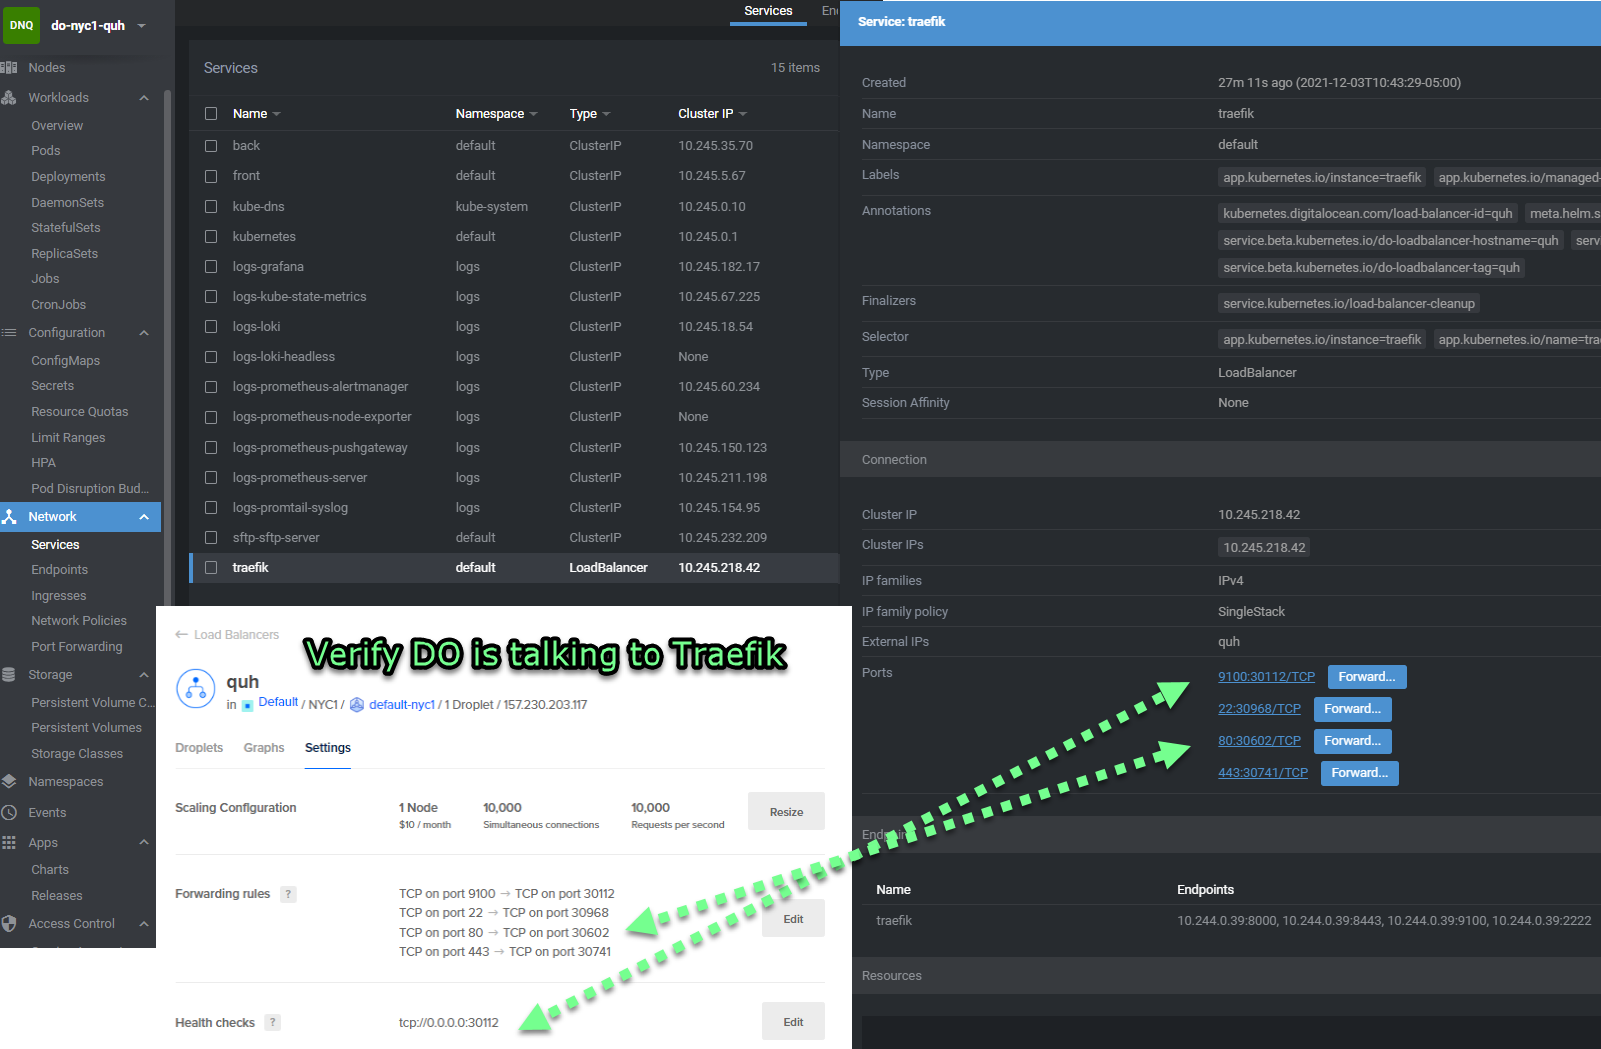 DNQ do-nyc1-quh
Nodes
Workloads
Overview
Pods
Deployments
DaemonSets
StatefulSets
ReplicaSets
Jobs
CronJobs
Configuration
ConfigMaps
Secrets
Resource Quotas
Limit Ranges
HPA
Pod Disruption Bud...
Network
Services
Endpoints
Ingresses
Network Policies
Port Forwarding
Storage
Persistent Volume C...
Persistent Volumes
Storage Classes
Namespaces
Events
Apps
Charts
Releases
Access Control
Services
Services 15 items
Name Namespace Type Cluster IP
back default ClusterIP 10.245.35.70
front default ClusterIP 10.245.5.67
kube-dns kube-system ClusterIP 10.245.0.10
kubernetes default ClusterIP 10.245.0.1
logs-grafana logs ClusterIP 10.245.182.17
logs-kube-state-metrics logs ClusterIP 10.245.67.225
logs-loki logs ClusterIP 10.245.18.54
logs-loki-headless logs ClusterIP None
logs-prometheus-alertmanager logs ClusterIP 10.245.60.234
logs-prometheus-node-exporter logs ClusterIP None
logs-prometheus-pushgateway logs ClusterIP 10.245.150.123
logs-prometheus-server logs ClusterIP 10.245.211.198
logs-promtail-syslog logs ClusterIP 10.245.154.95
sftp-sftp-server default ClusterIP 10.245.232.209
traefik default LoadBalancer 10.245.218.42
Service: traefik
Created 27m 11s ago (2021-12-03T10:43:29-05:00)
Name traefik
Namespace default
Labels app.kubernetes.io/instance=traefik app.kubernetes.io/managed-
Annotations kubernetes.digitalocean.com/load-balancer-id=quh meta.helm.s
service.beta.kubernetes.io/do-loadbalancer-hostname=quh serv
service.beta.kubernetes.io/do-loadbalancer-tag=quh
Finalizers service.kubernetes.io/load-balancer-cleanup
Selector app.kubernetes.io/instance=traefik app.kubernetes.io/name=tra
Type LoadBalancer
Session Affinity None
Connection
Cluster IP 10.245.218.42
Cluster IPs 10.245.218.42
IP families IPv4
IP family policy SingleStack
External IPs quh
Ports 9100:30112/TCP Forward...
22:30968/TCP Forward...
80:30602/TCP Forward...
443:30741/TCP Forward...
Name Endpoints
traefik 10.244.0.39:8000, 10.244.0.39:8443, 10.244.0.39:9100, 10.244.0.39:2222
Resources
← Load Balancers
Verify DO is talking to Traefik
quh
in Default / NYC1 / default-nyc1 / 1 Droplet / 157.230.203.117
Droplets Graphs Settings
Scaling Configuration 1 Node 10,000 10,000 Resize
$10 / month Simultaneous connections Requests per second
Forwarding rules ? TCP on port 9100 → TCP on port 30112
TCP on port 22 → TCP on port 30968
Edit
TCP on port 80 → TCP on port 30602
TCP on port 443 → TCP on port 30741
Health checks ? tcp://0.0.0.0:30112 Edit